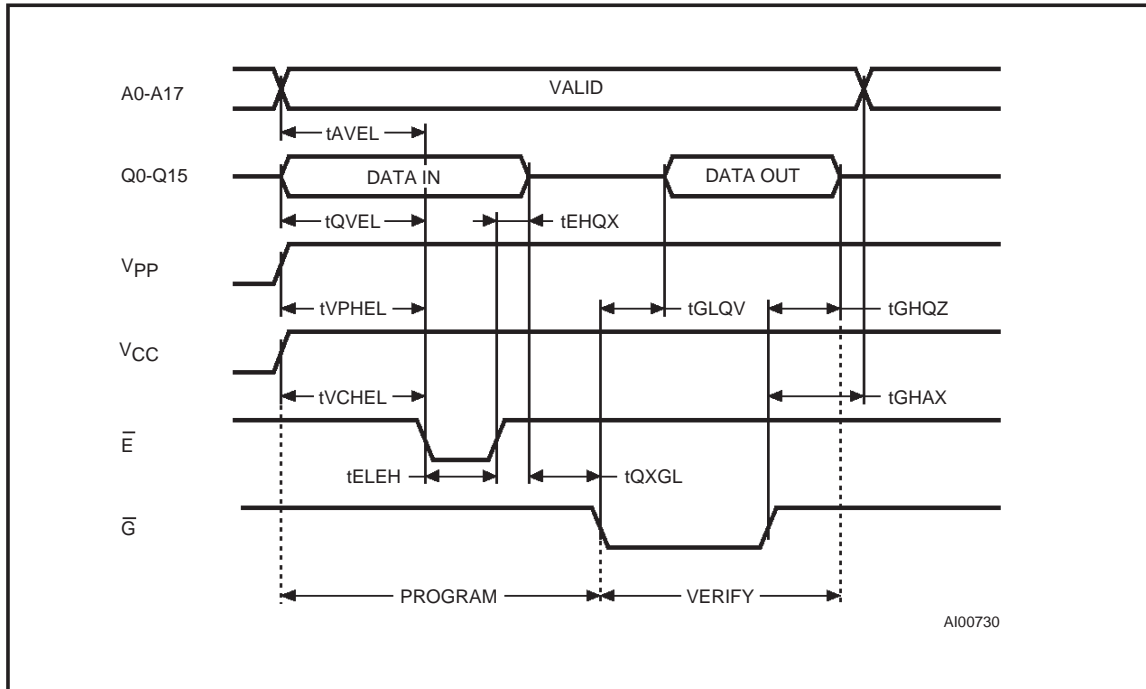 A0-A17
VALID
tAVEL
Q0-Q15
DATA IN
DATA OUT
tQVEL
tEHQX
VPP
tVPHEL
tGLQV
tGHQZ
VCC
tVCHEL
tGHAX
E̅
tELEH
tQXGL
G̅
PROGRAM
VERIFY
AI00730